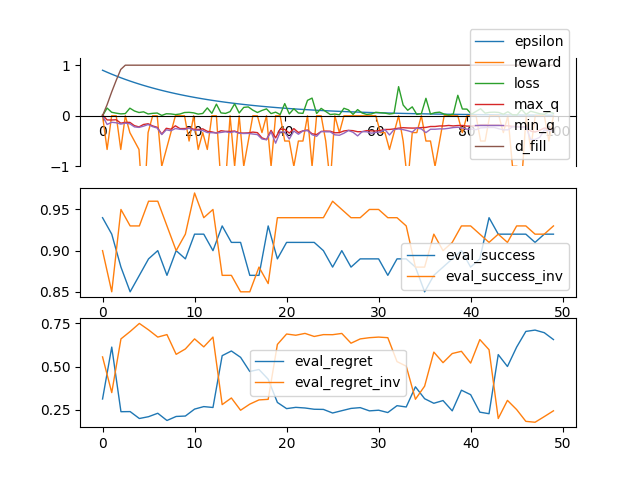 epsilon
reward
loss
max_q
min_q
d_fill
1
0
−1
0 20 40 60 80 100
eval_success
eval_success_inv
0.95
0.90
0.85
0 10 20 30 40 50
eval_regret
eval_regret_inv
0.75
0.50
0.25
0 10 20 30 40 50